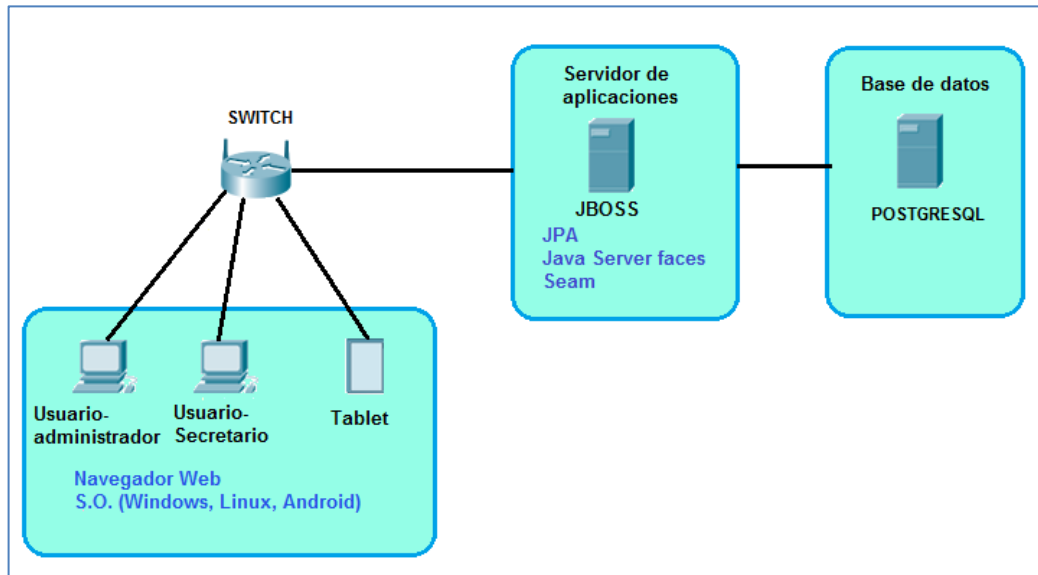 SWITCH
Servidor de
aplicaciones
JBOSS
JPA
Java Server faces
Seam
Base de datos
POSTGRESQL
Usuario-
administrador
Usuario-
Secretario
Tablet
Navegador Web
S.O. (Windows, Linux, Android)